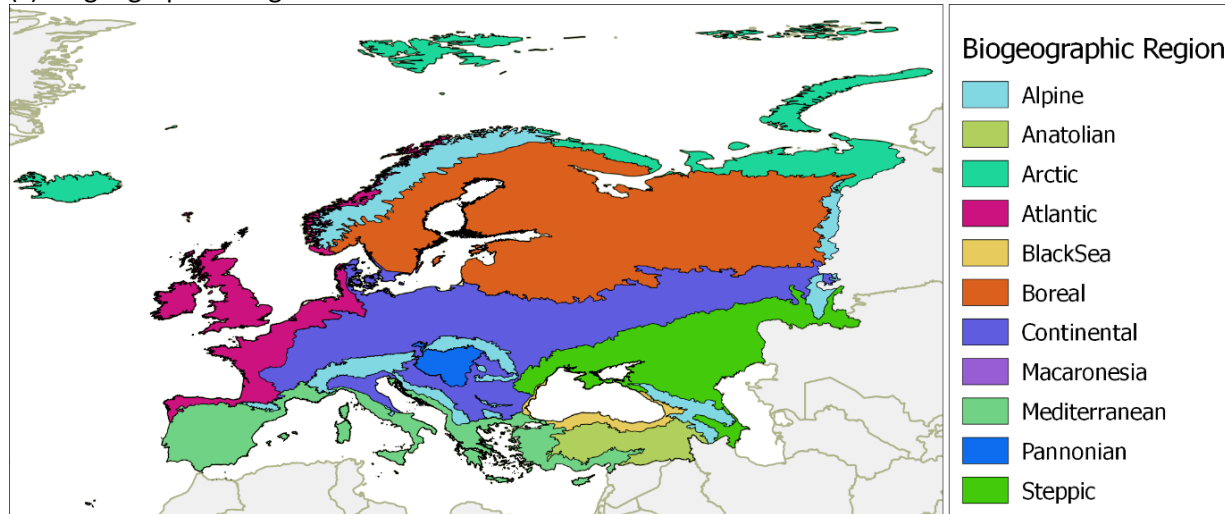 Biogeographic Region
Alpine
Anatolian
Arctic
Atlantic
BlackSea
Boreal
Continental
Macaronesia
Mediterranean
Pannonian
Steppic